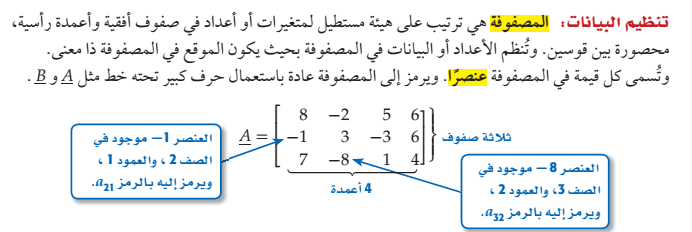 تنظيم البيانات: المصفوفة هي ترتيب على هيئة مستطيل لمتغيرات أو أعداد في صفوف أفقية وأعمدة رأسية،
محصورة بين قوسين. وتُنظم الأعداد أو البيانات في المصفوفة بحيث يكون الموقع في المصفوفة ذا معنى.
وتُسمى كل قيمة في المصفوفة عنصرًا. ويرمز إلى المصفوفة عادة باستعمال حرف كبير تحته خط مثل A و B .
8 −2 5 6
A = −1 3 −3 6
7 −8 1 4
ثلاثة صفوف
4 أعمدة
العنصر 1− موجود في
الصف 2 ، والعمود 1 ،
ويرمز إليه بالرمز a21.
العنصر 8− موجود في
الصف 3، والعمود 2 ،
ويرمز إليه بالرمز a32.